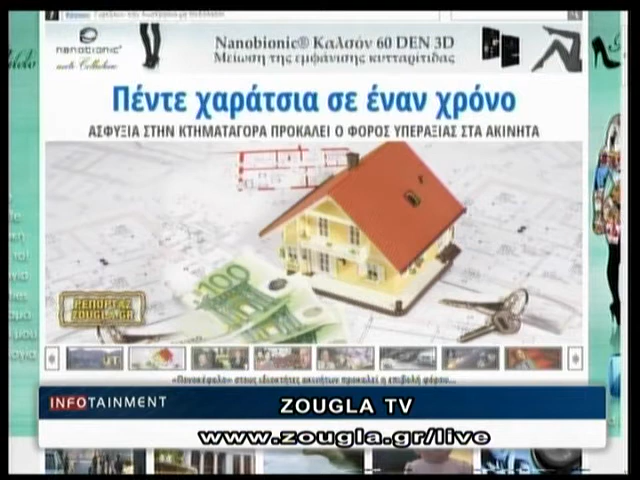 nanobionic®
Nanobionic® Καλσόν 60 DEN 3D
Μείωση της εμφάνισης κυτταρίτιδας
Πέντε χαράτσια σε έναν χρόνο
ΑΣΦΥΞΙΑ ΣΤΗΝ ΚΤΗΜΑΤΑΓΟΡΑ ΠΡΟΚΑΛΕΙ Ο ΦΟΡΟΣ ΥΠΕΡΑΞΙΑΣ ΣΤΑ ΑΚΙΝΗΤΑ
100
ΡΕΠΟΡΤΑΖ
ZOUGLA.GR
«Πονοκέφαλο» στους ιδιοκτήτες ακινήτων προκαλεί η επιβολή φόρου...
INFOTAINMENT
ZOUGLA TV
www.zougla.gr/live